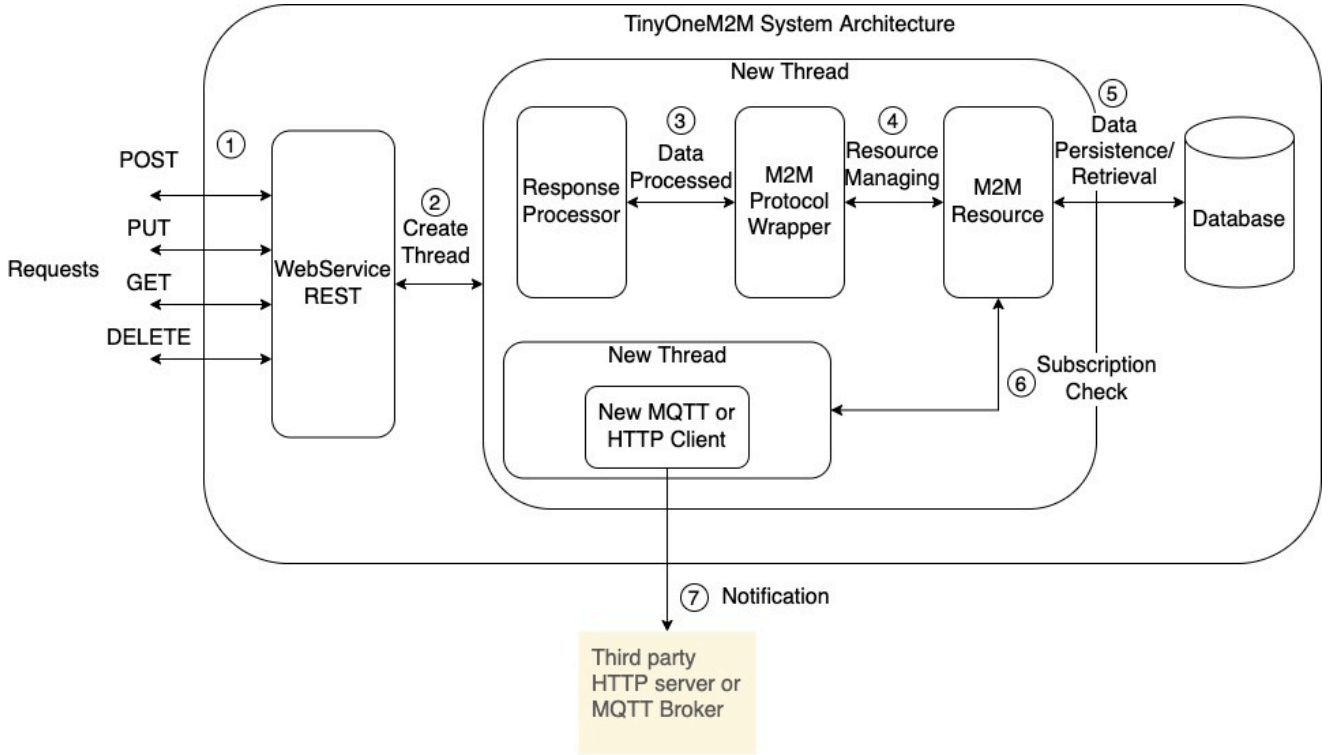 TinyOneM2M System Architecture
New Thread
1
POST
PUT
GET
DELETE
Requests
WebService
REST
2
Create
Thread
Response
Processor
3
Data
Processed
M2M
Protocol
Wrapper
4
Resource
Managing
M2M
Resource
5
Data
Persistence/
Retrieval
Database
New Thread
New MQTT or
HTTP Client
6
Subscription
Check
7
Notification
Third party
HTTP server or
MQTT Broker